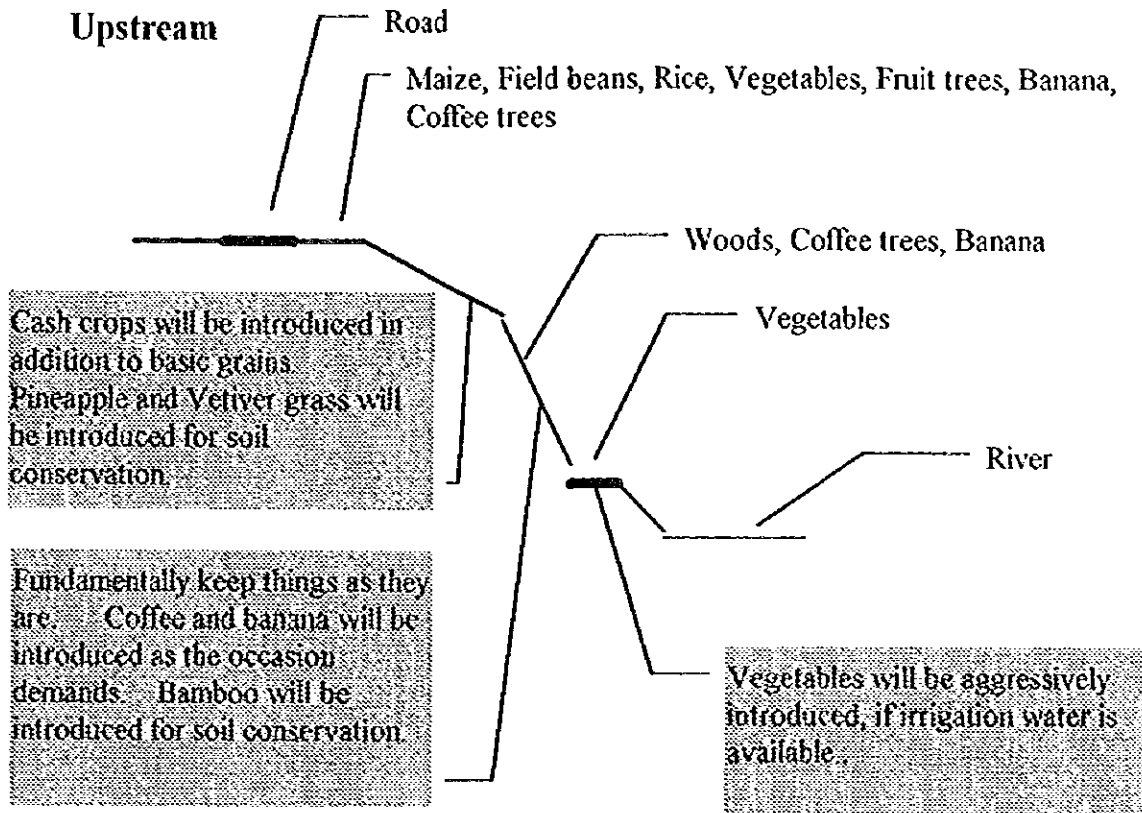 Upstream
Road
Maize, Field beans, Rice, Vegetables, Fruit trees, Banana,
Coffee trees
Woods, Coffee trees, Banana
Vegetables
River
Cash crops will be introduced in
addition to basic grains.
Pineapple and Vetiver grass will
be introduced for soil
conservation.
Fundamentally keep things as they
are. Coffee and banana will be
introduced as the occasion
demands. Bamboo will be
introduced for soil conservation.
Vegetables will be aggressively
introduced, if irrigation water is
available..